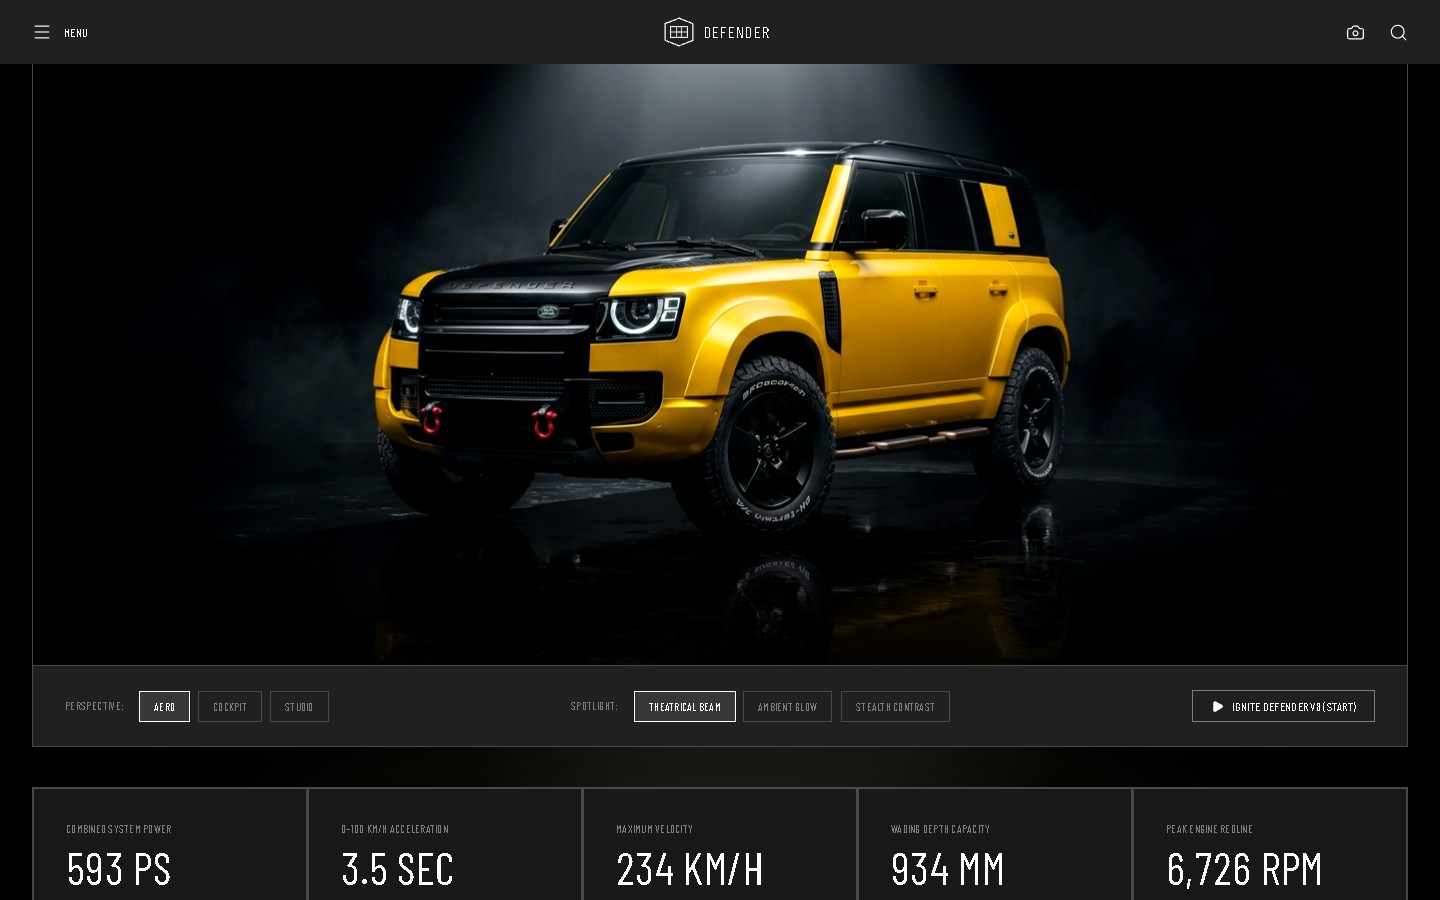 MENU
DEFENDER
DEFENDER
PERSPECTIVE:
AERO
COCKPIT
STUDIO
SPOTLIGHT:
THEATRICAL BEAM
AMBIENT GLOW
STEALTH CONTRAST
IGNITE DEFENDER V8 (START)
COMBINED SYSTEM POWER
593 PS
0-100 KM/H ACCELERATION
3.5 SEC
MAXIMUM VELOCITY
234 KM/H
WADING DEPTH CAPACITY
934 MM
PEAK ENGINE REDLINE
6,726 RPM